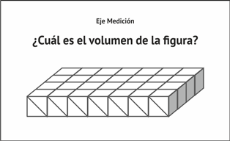 Eje Medición
¿Cuál es el volumen de la figura?